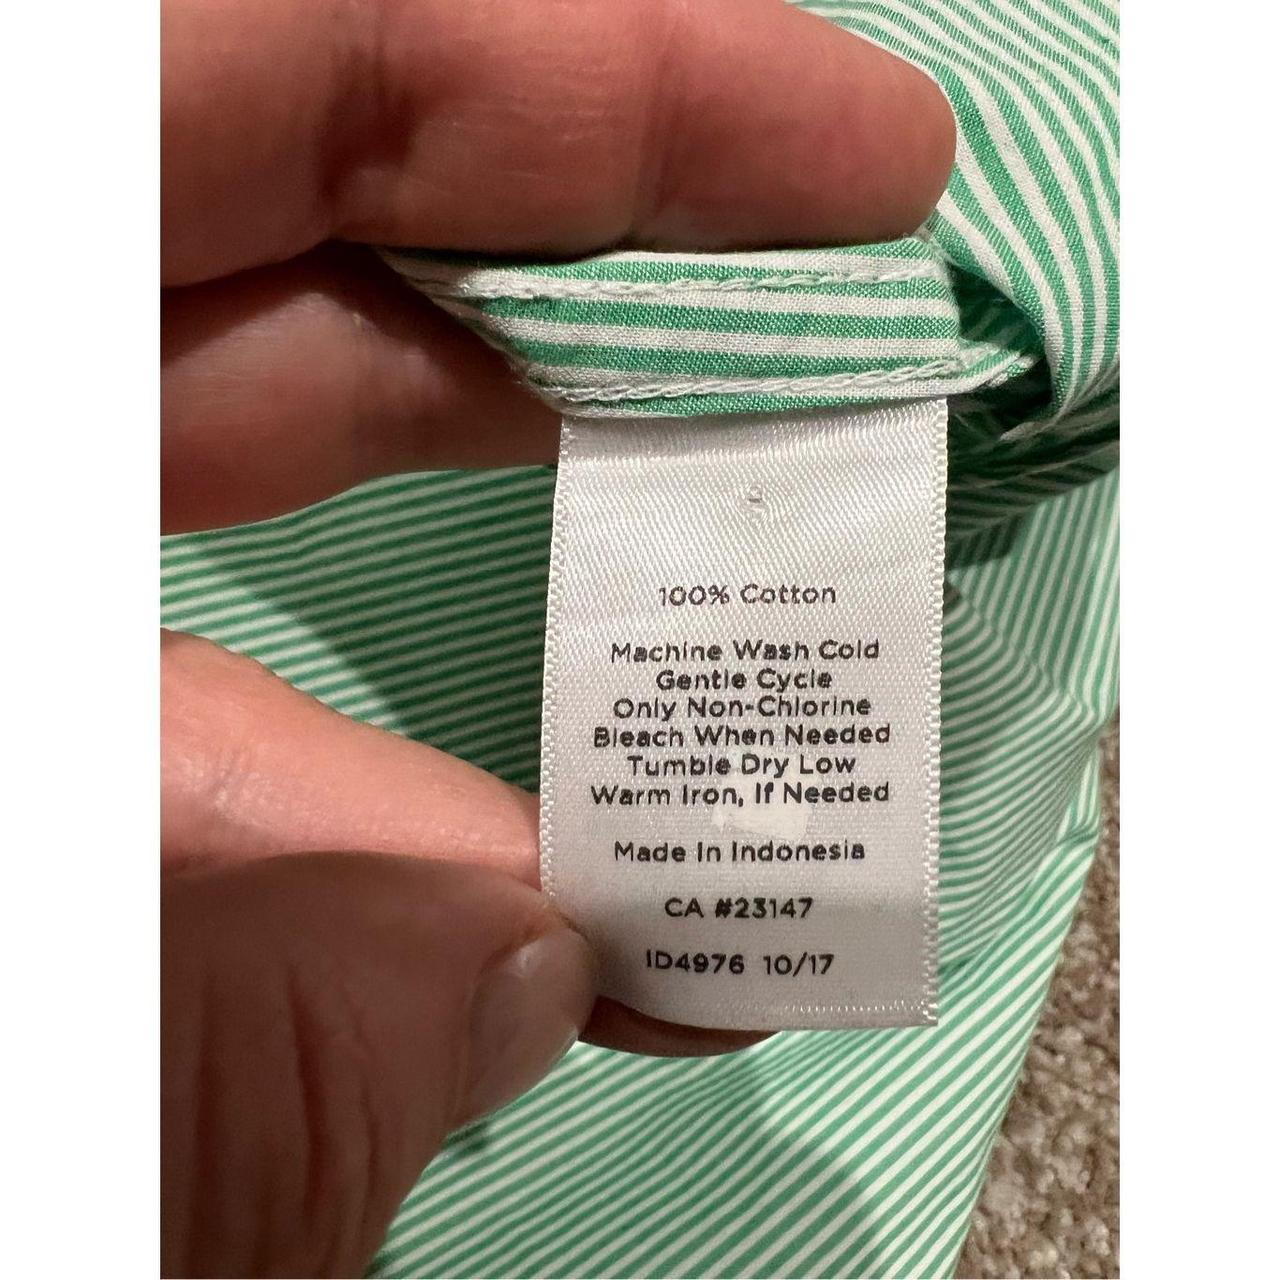 100% Cotton
Machine Wash Cold
Gentle Cycle
Only Non-Chlorine
Bleach When Needed
Tumble Dry Low
Warm Iron, If Needed
Made In Indonesia
CA #23147
ID4976 10/17